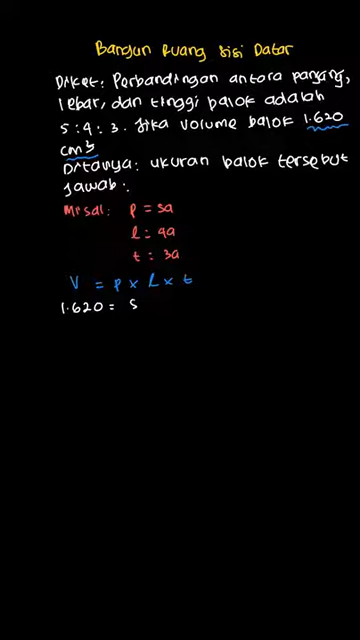 Bangun Ruang Sisi Datar
Diket: Perbandingan antara panjang,
lebar, dan tinggi balok adalah
5:4:3. Jika volume balok 1.620
cm3
Ditanya: ukuran balok tersebut
Jawab:
Misal: p = 5a
l = 4a
t = 3a
V = p x L x t
1.620 = 5